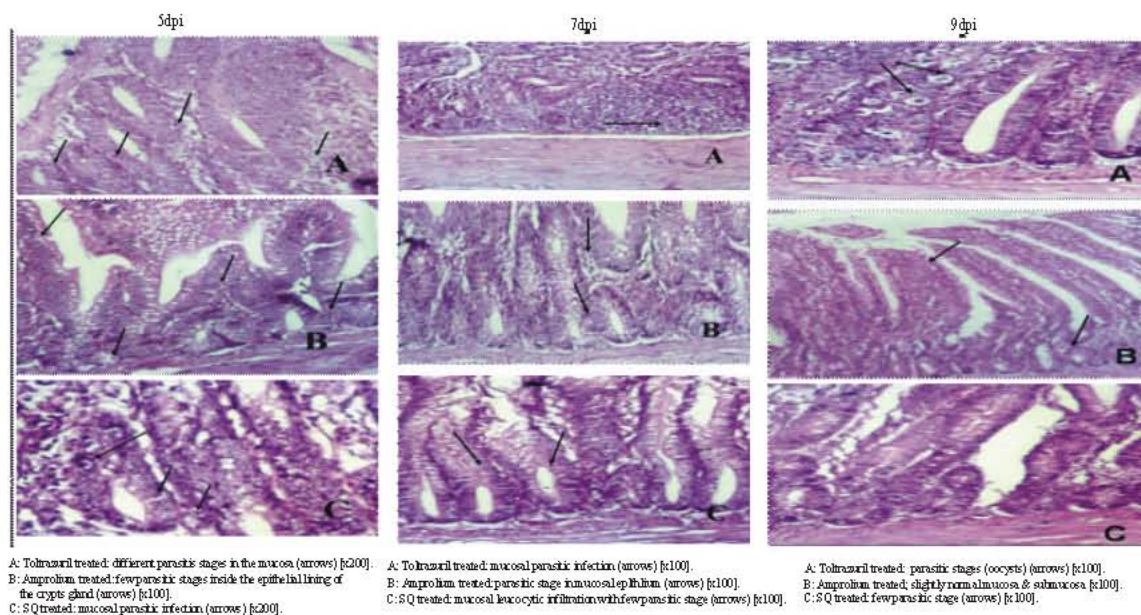 5dpi
7dpi
9dpi
A
A
A
B
B
B
C
C
C
A: Toltrazuril treated: diffient parasitis stages in the mucosa (arrows) [x200].
B: Amprolium treated: few parasitic stages inside the epithelial lining of
the crypts gland (arrows) [x100].
C: SQ treated: mucosal parasitic infection (arrows) [x200].
A: Toltrazuril treated: mucosal parasitic infection (arrows) [x100].
B: Amprolium treated: parasitic stage in mucosal epilhlium (arrows) [x100].
C: SQ treated: mucosal leucocytic infiltration with few parasitic stage (arrows) [x100].
A: Toltrazuril treated: parasitic stages (oocysts) (arrows) [x100].
B: Amprolium treated; slightly normal mucosa & submucosa [x100].
C: SQ treated: few parasitic stage (arrows) [x100].